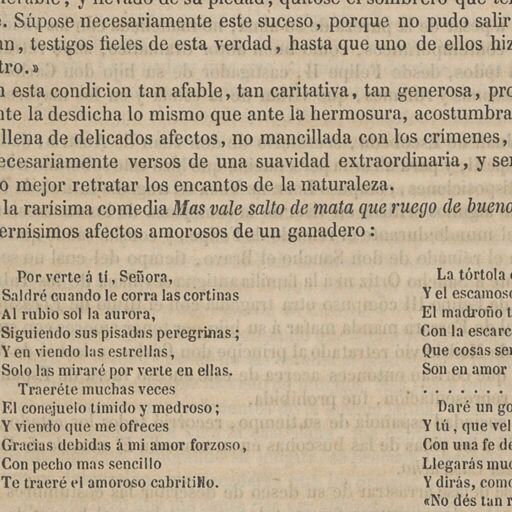 erable, y llevado de su piedad, quitóse el sombrero que te
e. Súpose necesariamente este suceso, porque no pudo salir
an, testigos fieles de esta verdad, hasta que uno de ellos hiz
tro.»
n esta condicion tan afable, tan caritativa, tan generosa, pro
nte la desdicha lo mismo que ante la hermosura, acostumbra
llena de delicados afectos, no mancillada con los crímenes,
ecesariamente versos de una suavidad extraordinaria, y ser
o mejor retratar los encantos de la naturaleza.
la rarísima comedia Mas vale salto de mata que ruego de bueno
ernísimos afectos amorosos de un ganadero:
Por verte á tí, Señora,
Saldré cuando le corra las cortinas
Al rubio sol la aurora,
Siguiendo sus pisadas peregrinas;
Y en viendo las estrellas,
Solo las miraré por verte en ellas.
Traeréte muchas veces
El conejuelo tímido y medroso;
Y viendo que me ofreces
Gracias debidas á mi amor forzoso,
Con pecho mas sencillo
Te traeré el amoroso cabritillo.
La tórtola
Y el escamoso
El madroño t
Con la escarc
Que cosas ser
Son en amor
. . . . . . . .
Daré un go
Y tú, que vel
Con una fe de
Llegarás muc
Y dirás, como
«No dés tan r